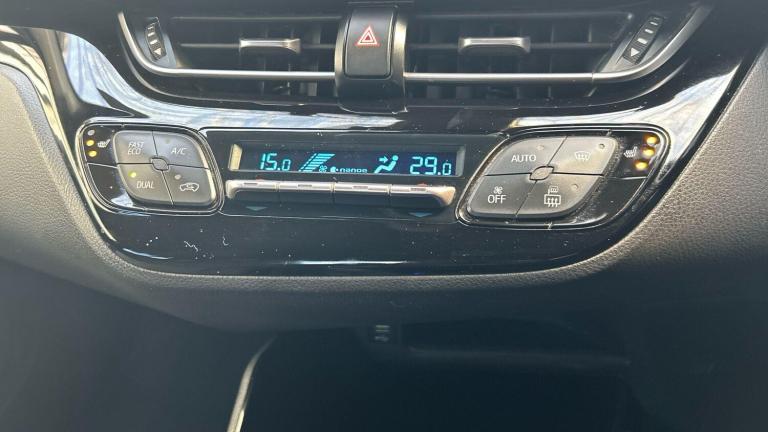 FAST
ECO
A/C
DUAL
15.0
nanoe
29.0
AUTO
OFF